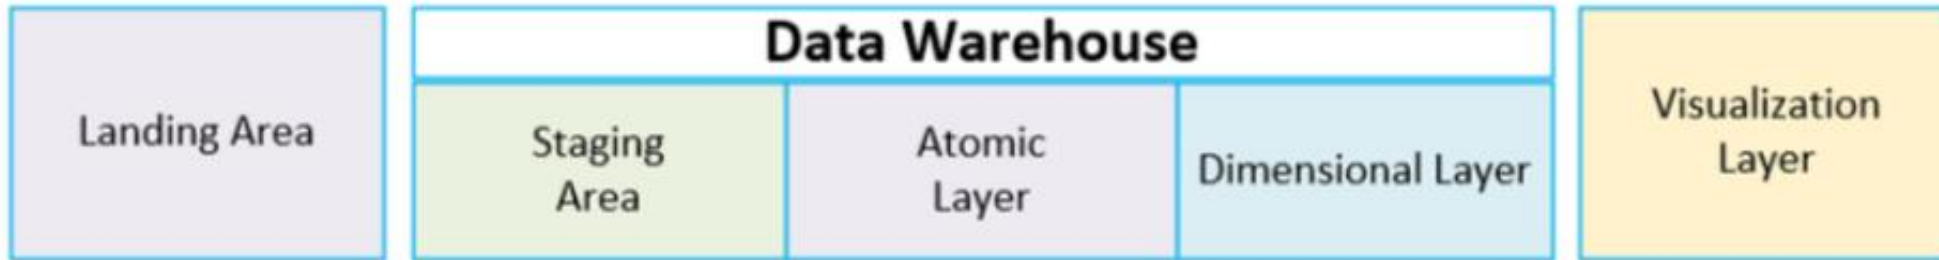 Landing Area
Data Warehouse
Staging
Area
Atomic
Layer
Dimensional Layer
Visualization
Layer